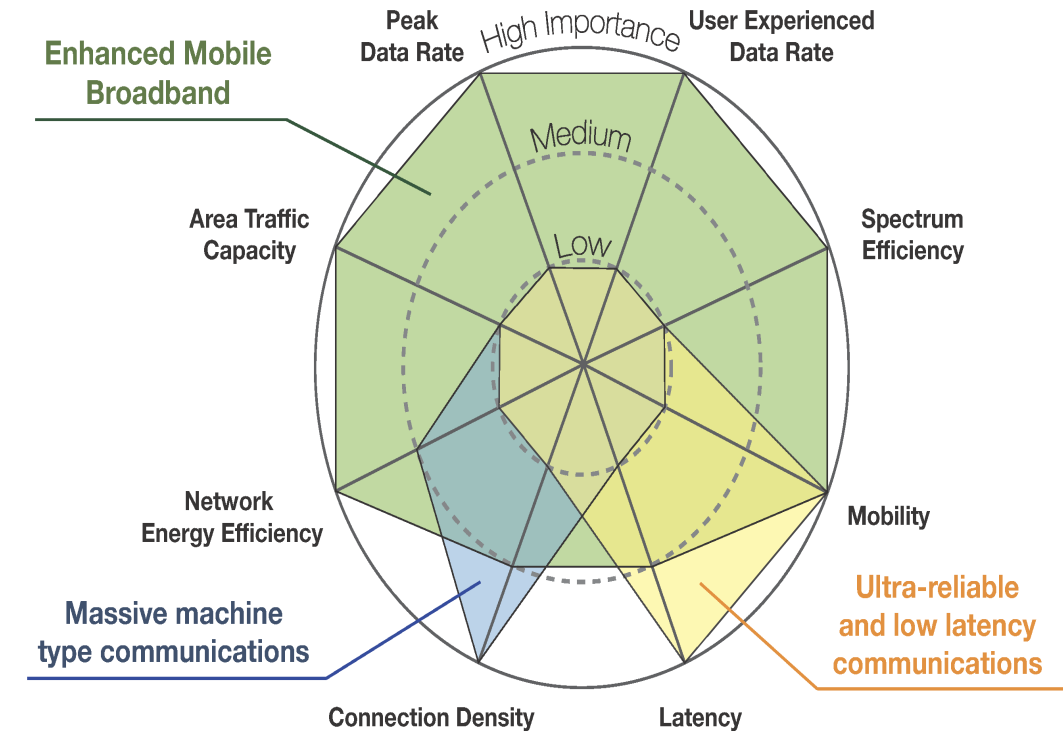 Peak
Data Rate
High Importance
User Experienced
Data Rate
Enhanced Mobile
Broadband
Medium
Area Traffic
Capacity
Spectrum
Efficiency
Low
Network
Energy Efficiency
Mobility
Massive machine
type communications
Ultra-reliable
and low latency
communications
Connection Density
Latency